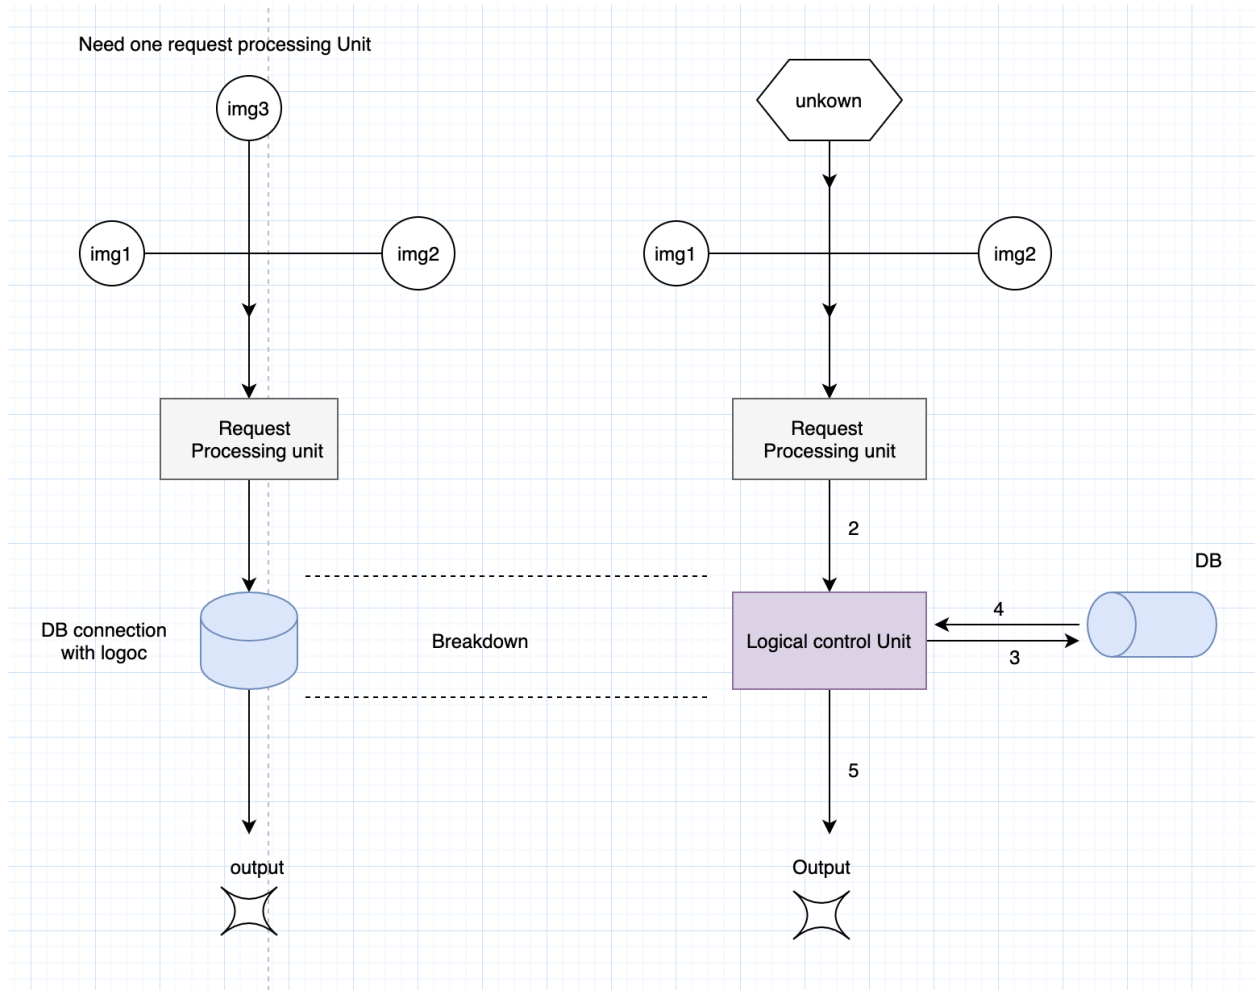 Need one request processing Unit
img3
unkown
img1
img2
img1
img2
Request
Processing unit
Request
Processing unit
2
DB
DB connection
with logoc
Breakdown
Logical control Unit
4
3
5
output
Output